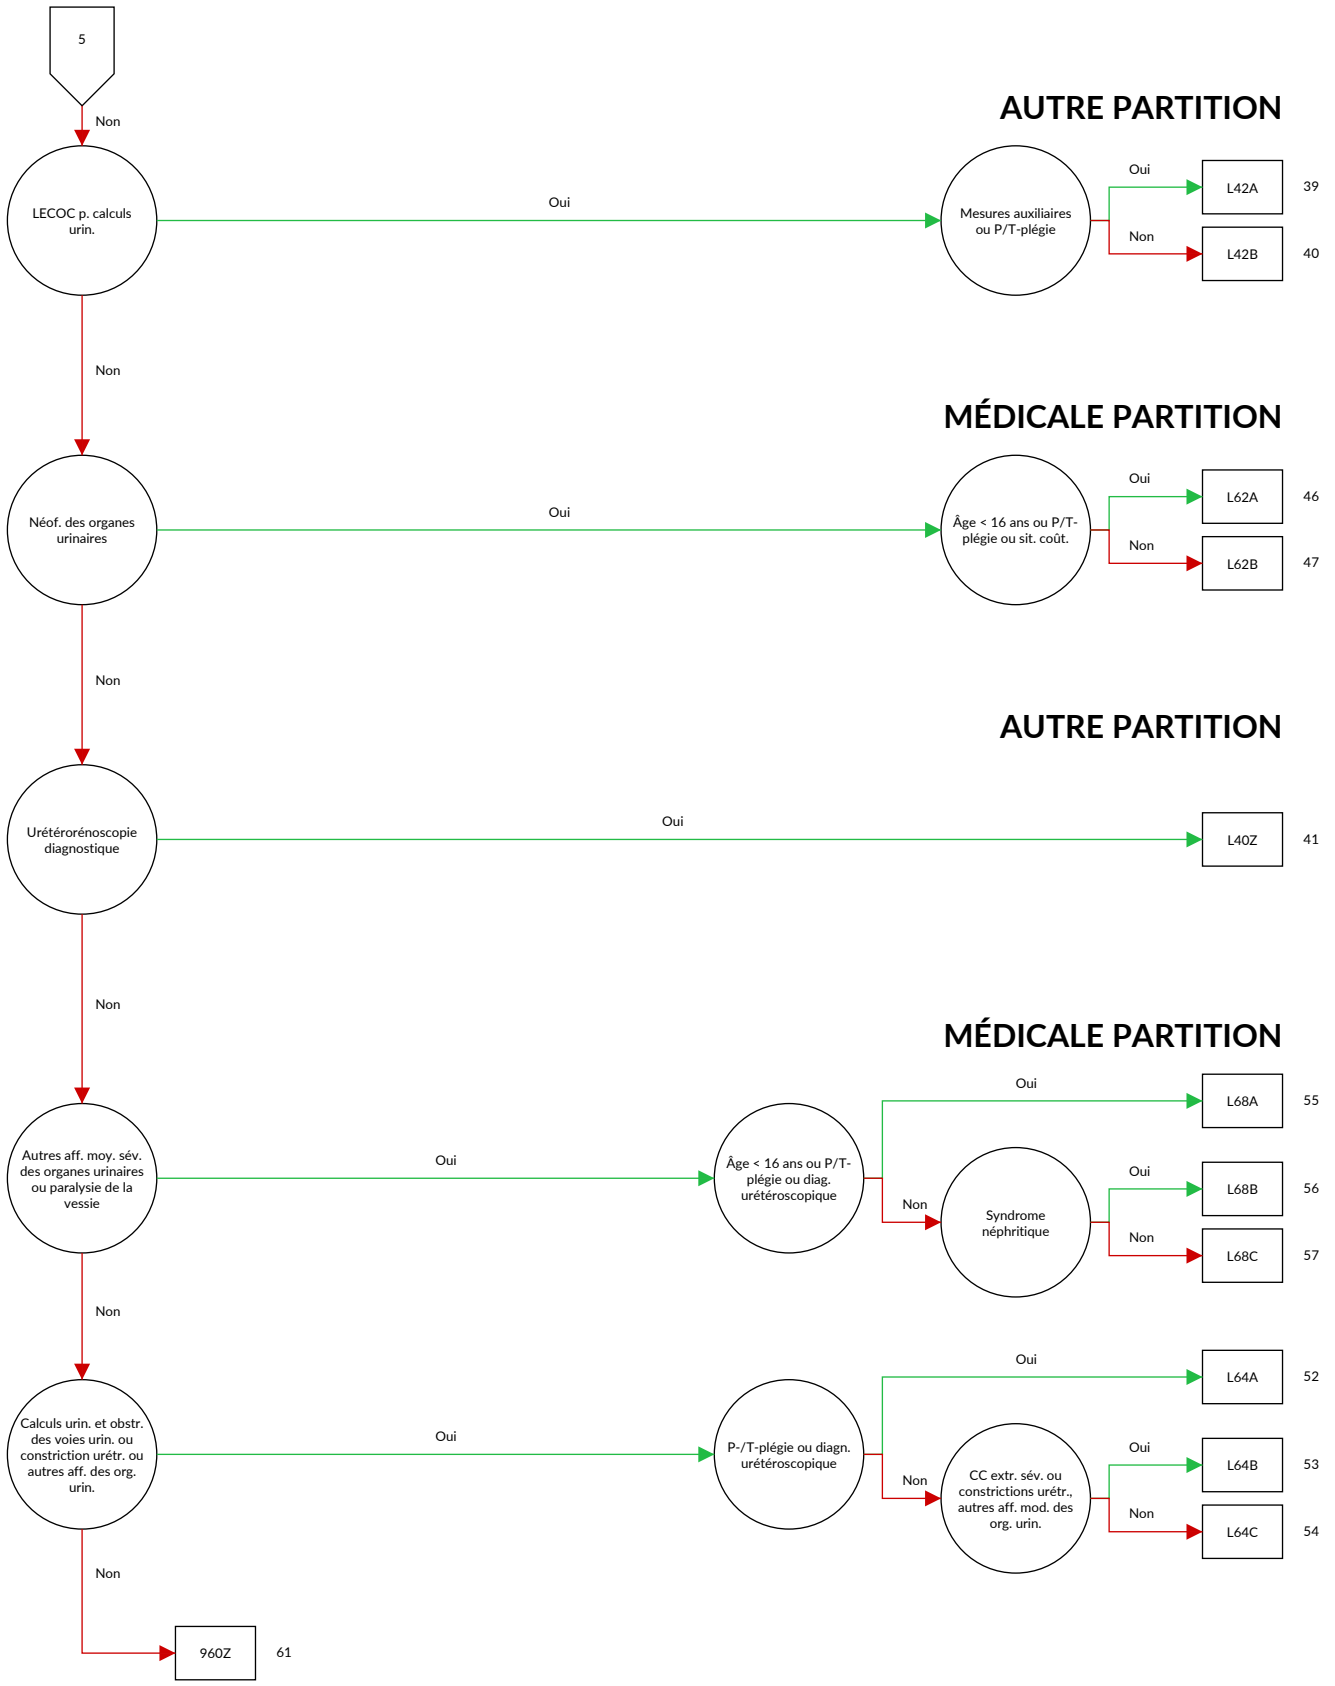 5
Non
AUTRE PARTITION
LECOC p. calculs
urin.
Oui
Mesures auxiliaires
ou P/T-plégie
Oui
L42A
39
Non
L42B
40
Non
MÉDICALE PARTITION
Néof. des organes
urinaires
Oui
Âge < 16 ans ou P/T-
plégie ou sit. coût.
Oui
L62A
46
Non
L62B
47
Non
AUTRE PARTITION
Urétérorénoscopie
diagnostique
Oui
L40Z
41
Non
MÉDICALE PARTITION
Autres aff. moy. sév.
des organes urinaires
ou paralysie de la
vessie
Oui
Âge < 16 ans ou P/T-
plégie ou diag.
urétéroscopique
Oui
L68A
55
Non
Syndrome
néphritique
Oui
L68B
56
Non
L68C
57
Non
Calculs urin. et obstr.
des voies urin. ou
constriction urétr. ou
autres aff. des org.
urin.
Oui
P-/T-plégie ou diagn.
urétéroscopique
Oui
L64A
52
Non
CC extr. sév. ou
constrictions urétr.,
autres aff. mod. des
org. urin.
Oui
L64B
53
Non
L64C
54
Non
960Z
61